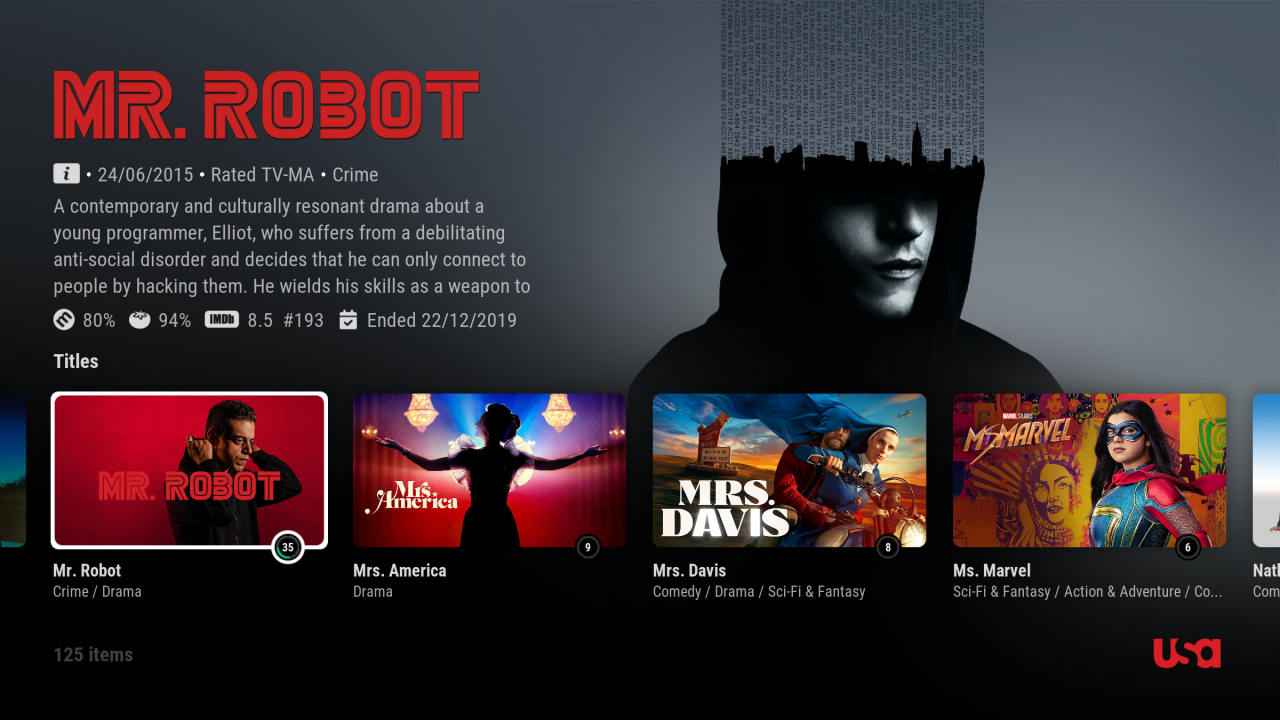 MR. ROBOT
i • 24/06/2015 • Rated TV-MA • Crime
A contemporary and culturally resonant drama about a
young programmer, Elliot, who suffers from a debilitating
anti-social disorder and decides that he can only connect to
people by hacking them. He wields his skills as a weapon to
80% 94% IMDb 8.5 #193 Ended 22/12/2019
Titles
MR. ROBOT
35
Mrs. America
9
MRS.
DAVIS
8
MARVEL STUDIOS
MS. MARVEL
6
Mr. Robot
Crime / Drama
Mrs. America
Drama
Mrs. Davis
Comedy / Drama / Sci-Fi & Fantasy
Ms. Marvel
Sci-Fi & Fantasy / Action & Adventure / Co...
125 items
usa